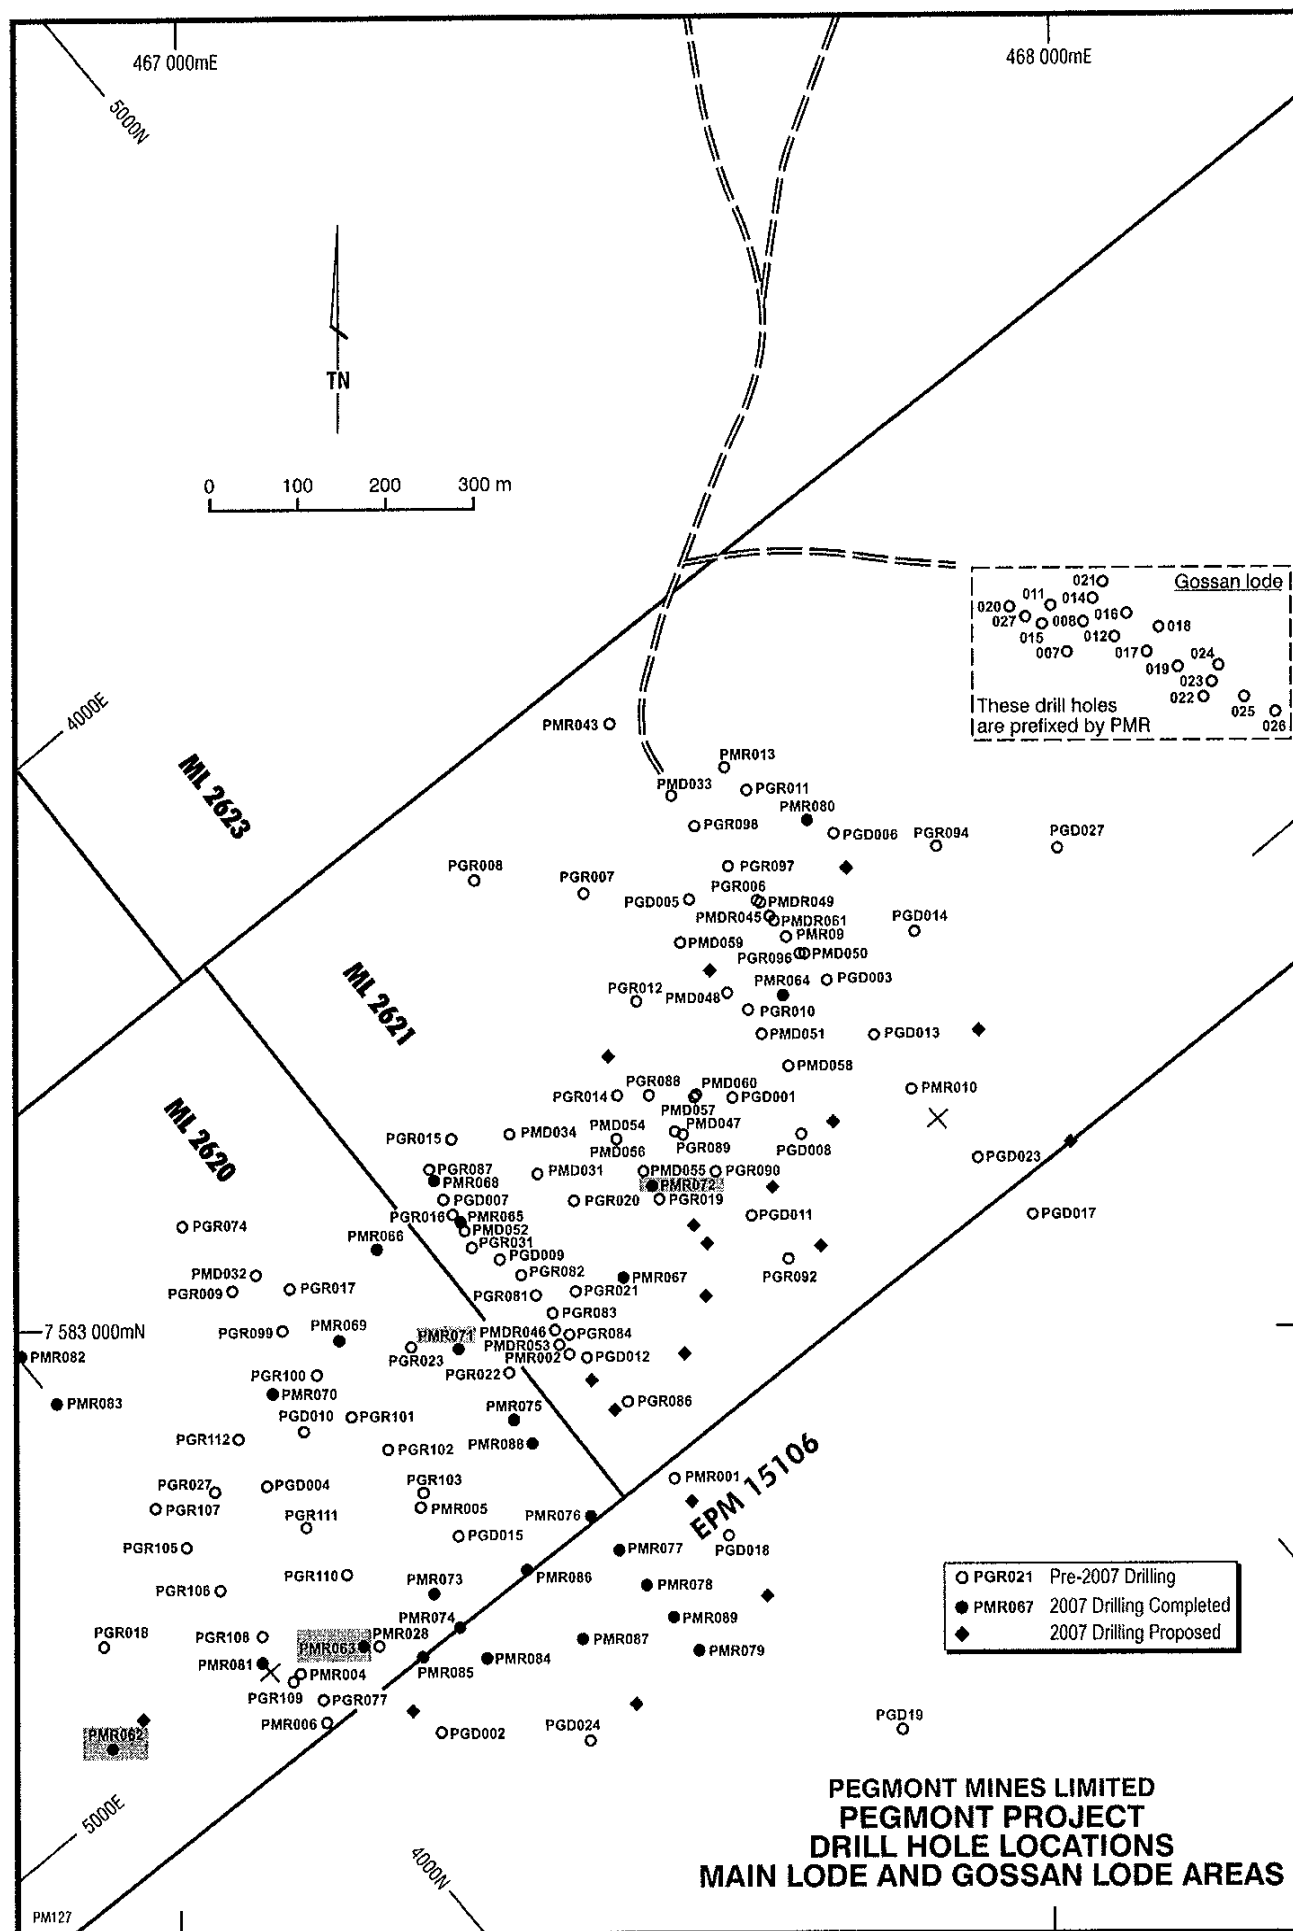 467 000mE
468 000mE
5000N
TN
0 100 200 300 m
Gossan lode
021
020
011
014
027
015
008
016
018
012
007
017
019
024
023
022
025
026
These drill holes
are prefixed by PMR
4000E
ML 2623
PMR043
PMR013
PMD033
PGR011
PMR080
PGR098
PGD006
PGR094
PGD027
PGR008
PGR007
PGR097
PGR006
PGD005
PMDR049
PMDR045
PMDR061
PGD014
PMR09
PMD059
PGR096
PMD050
ML 2621
PMR064
PGD003
PGR012
PMD048
PGR010
PMD051
PGD013
PMD058
PMR010
PGR088
PMD060
PGR014
PGD001
PMD057
ML 2620
PGR015
PMD034
PMD054
PMD047
PMD056
PGR089
PGD008
PGD023
PGR087
PMR068
PMD031
PMD055
PGR090
PMR072
PGD007
PGR020
PGR019
PGR016
PMR065
PGD011
PGD017
PGR074
PMD052
PMR066
PGR031
PGD009
PGR092
PMD032
PGR009
PGR017
PGR082
PMR067
PGR081
PGR021
PGR083
7 583 000mN
PGR099
PMR069
PMR071
PMDR046
PGR084
PMDR053
PMR002
PGD012
PMR082
PGR023
PGR022
PGR100
PMR083
PMR070
PGR086
PGD010
PGR101
PMR075
PGR112
PGR102
PMR088
EPM 15106
PMR001
PGR027
PGD004
PGR103
PGR107
PMR005
PGR111
PMR076
PGD015
PGD018
PGR105
PMR077
PGR110
PMR086
PGR106
PMR073
PMR078
PMR074
PMR089
PGR018
PGR108
PMR063
PMR028
PMR087
PMR079
PMR081
PMR004
PMR085
PMR084
PGR109
PGR077
PMR006
PGD002
PGD024
PGD19
PMR062
PGR021 Pre-2007 Drilling
PMR067 2007 Drilling Completed
2007 Drilling Proposed
5000E
4000N
PEGMONT MINES LIMITED
PEGMONT PROJECT
DRILL HOLE LOCATIONS
MAIN LODE AND GOSSAN LODE AREAS
PM127